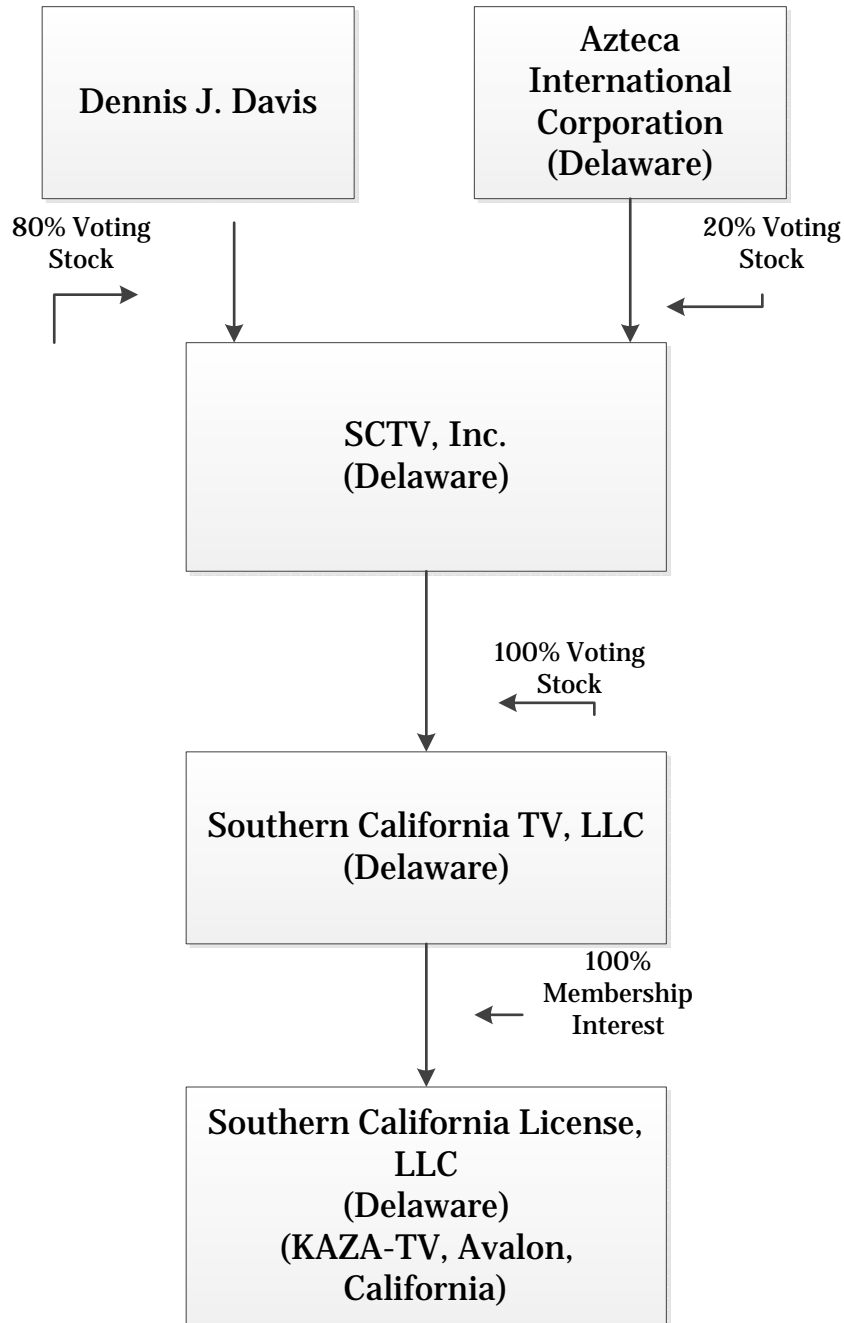 Dennis J. Davis
Azteca
International
Corporation
(Delaware)
80% Voting
Stock
20% Voting
Stock
SCTV, Inc.
(Delaware)
100% Voting
Stock
Southern California TV, LLC
(Delaware)
100%
Membership
Interest
Southern California License,
LLC
(Delaware)
(KAZA-TV, Avalon,
California)